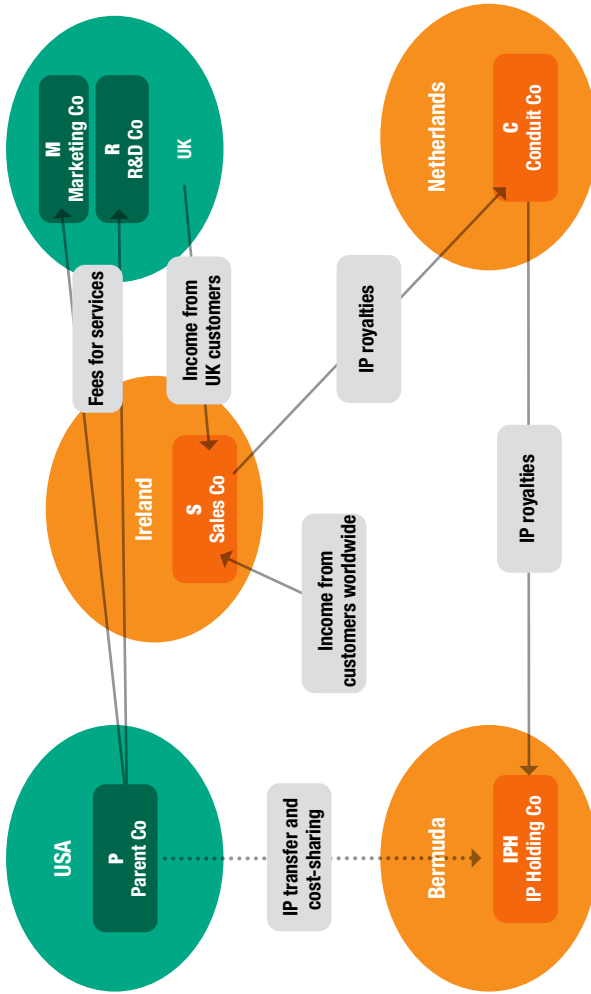 USA
P
Parent Co
Fees for services
M
Marketing Co
R
R&D Co
UK
Ireland
S
Sales Co
Income from
UK customers
Income from
customers worldwide
IP transfer and
cost-sharing
IP royalties
Bermuda
IPH
IP Holding Co
IP royalties
Netherlands
C
Conduit Co